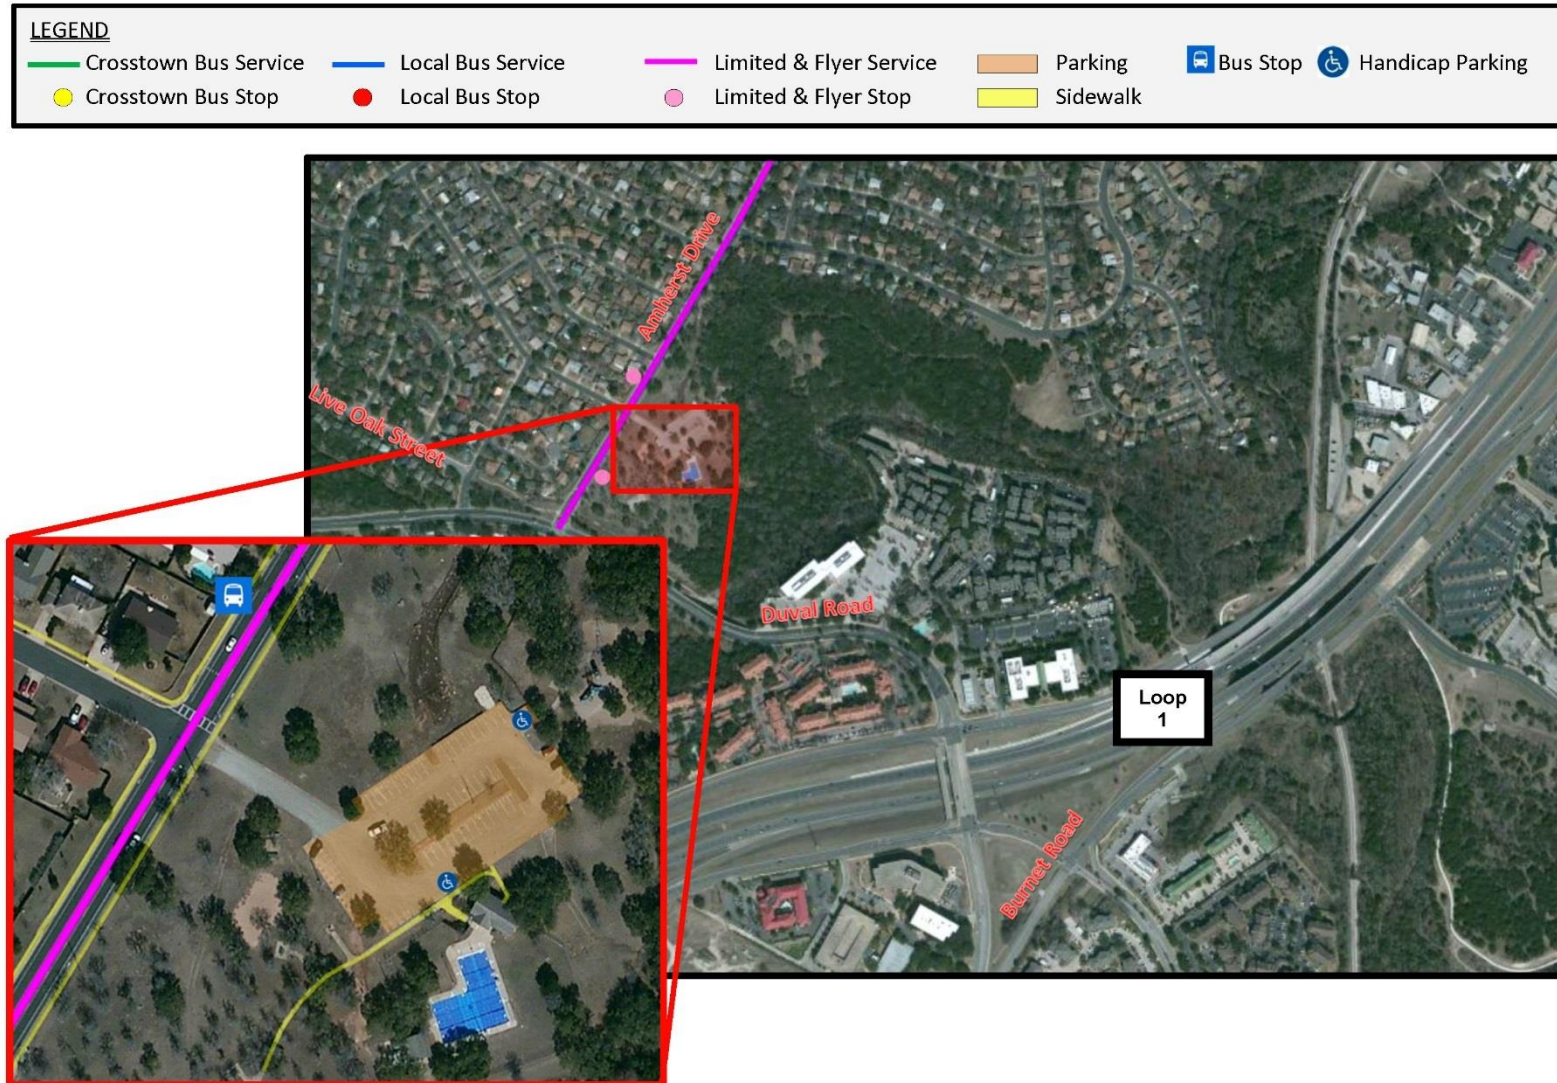 LEGEND
Crosstown Bus Service
Local Bus Service
Limited & Flyer Service
Parking
Bus Stop
Handicap Parking
Crosstown Bus Stop
Local Bus Stop
Limited & Flyer Stop
Sidewalk
Amherst Drive
Live Oak Street
Duval Road
Loop
1
Burnet Road